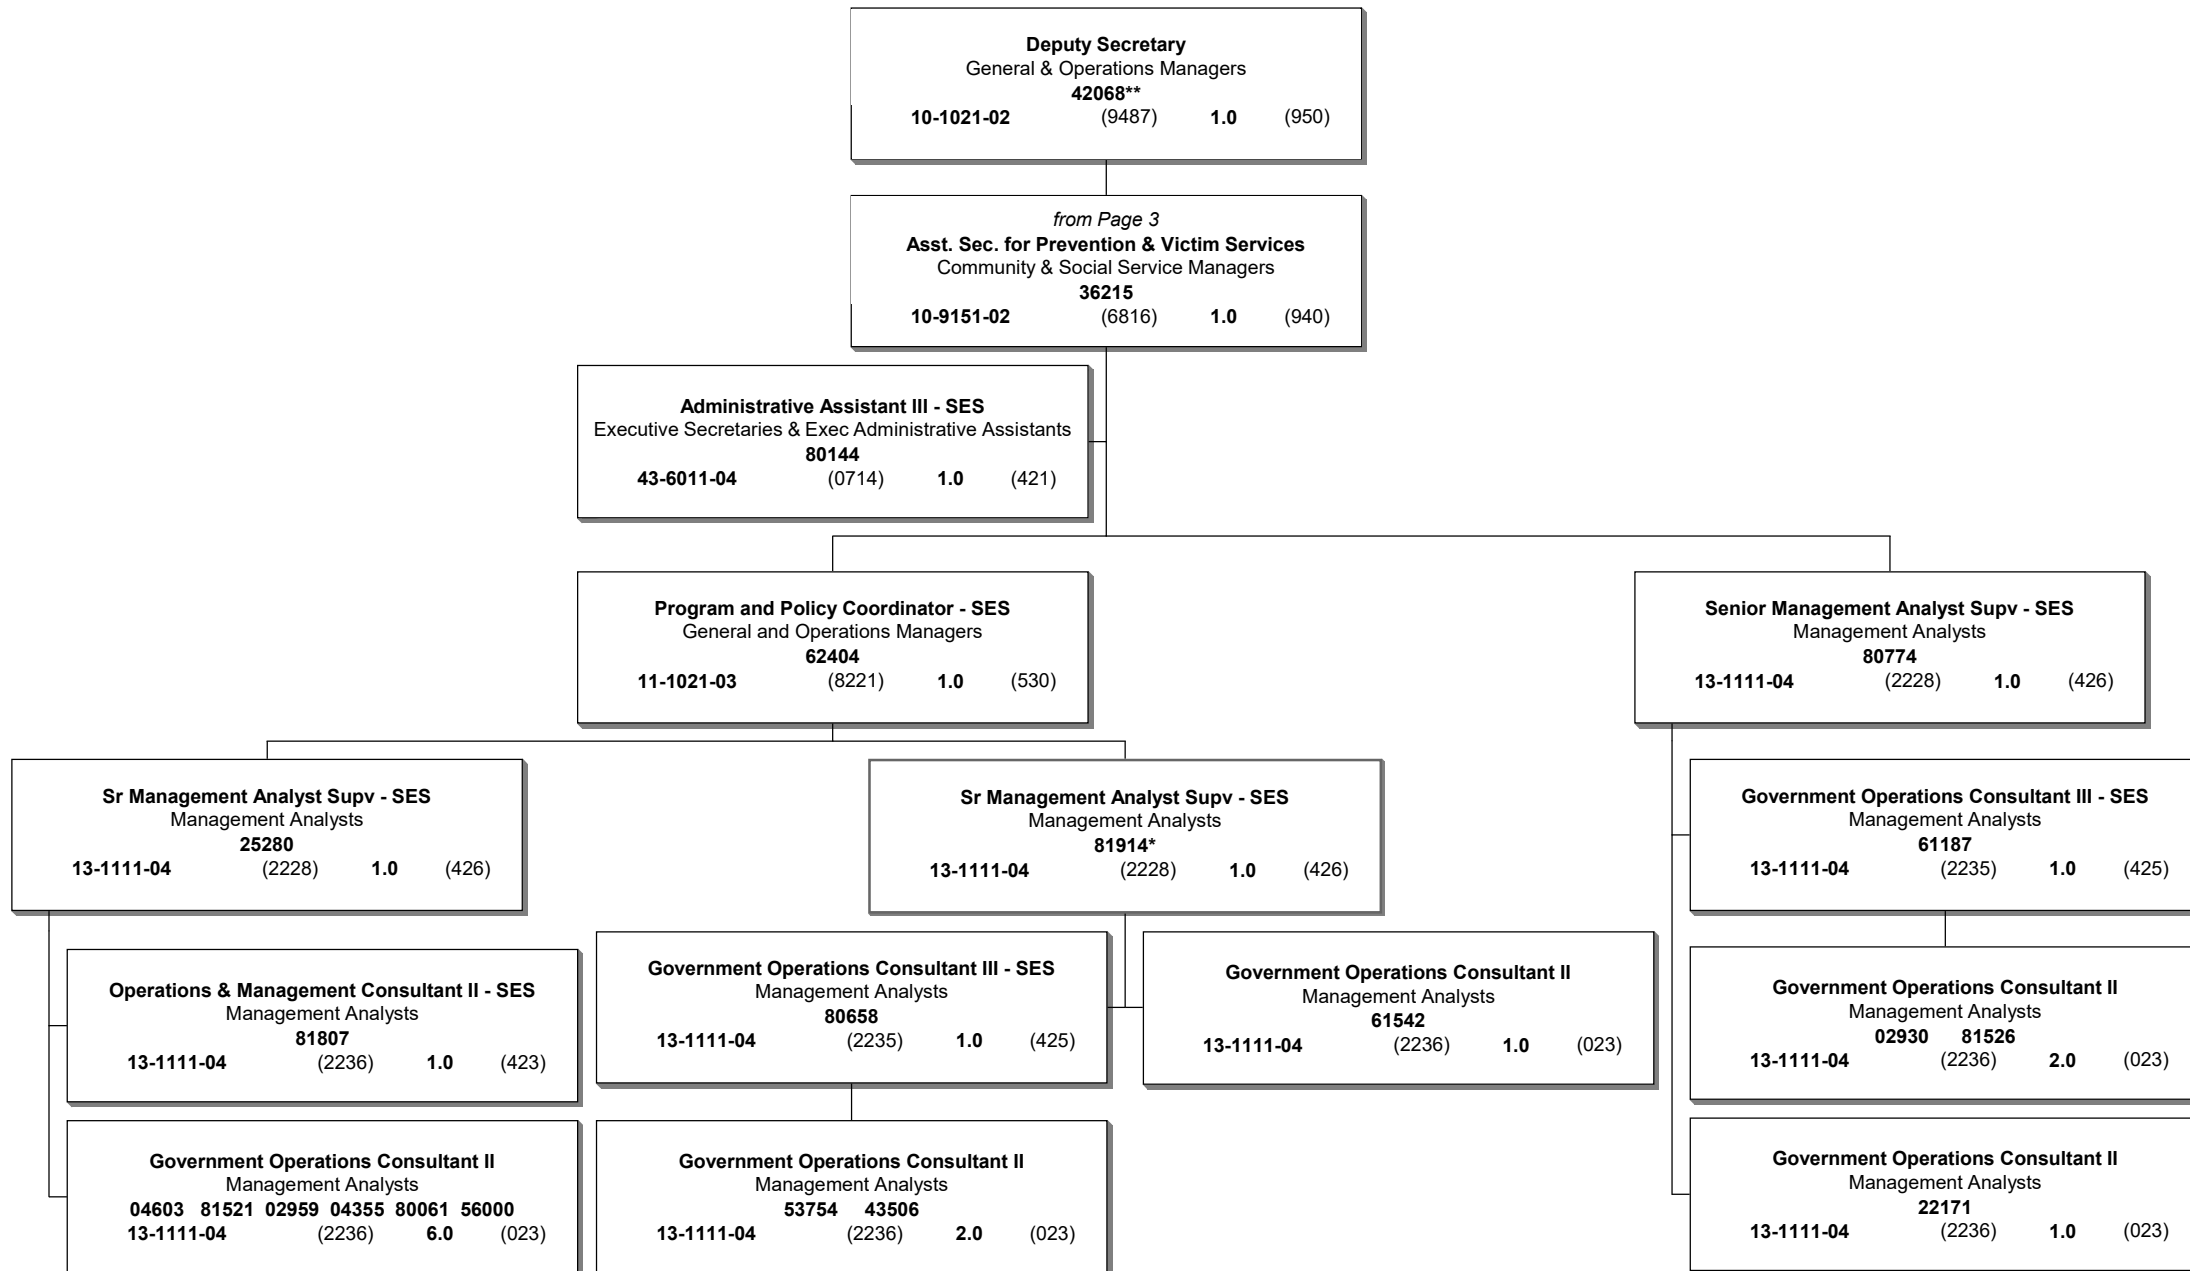 Deputy Secretary
General & Operations Managers
42068**
10-1021-02 (9487) 1.0 (950)
from Page 3
Asst. Sec. for Prevention & Victim Services
Community & Social Service Managers
36215
10-9151-02 (6816) 1.0 (940)
Administrative Assistant III - SES
Executive Secretaries & Exec Administrative Assistants
80144
43-6011-04 (0714) 1.0 (421)
Program and Policy Coordinator - SES
General and Operations Managers
62404
11-1021-03 (8221) 1.0 (530)
Senior Management Analyst Supv - SES
Management Analysts
80774
13-1111-04 (2228) 1.0 (426)
Sr Management Analyst Supv - SES
Management Analysts
25280
13-1111-04 (2228) 1.0 (426)
Sr Management Analyst Supv - SES
Management Analysts
81914*
13-1111-04 (2228) 1.0 (426)
Government Operations Consultant III - SES
Management Analysts
61187
13-1111-04 (2235) 1.0 (425)
Operations & Management Consultant II - SES
Management Analysts
81807
13-1111-04 (2236) 1.0 (423)
Government Operations Consultant III - SES
Management Analysts
80658
13-1111-04 (2235) 1.0 (425)
Government Operations Consultant II
Management Analysts
61542
13-1111-04 (2236) 1.0 (023)
Government Operations Consultant II
Management Analysts
02930 81526
13-1111-04 (2236) 2.0 (023)
Government Operations Consultant II
Management Analysts
04603 81521 02959 04355 80061 56000
13-1111-04 (2236) 6.0 (023)
Government Operations Consultant II
Management Analysts
53754 43506
13-1111-04 (2236) 2.0 (023)
Government Operations Consultant II
Management Analysts
22171
13-1111-04 (2236) 1.0 (023)